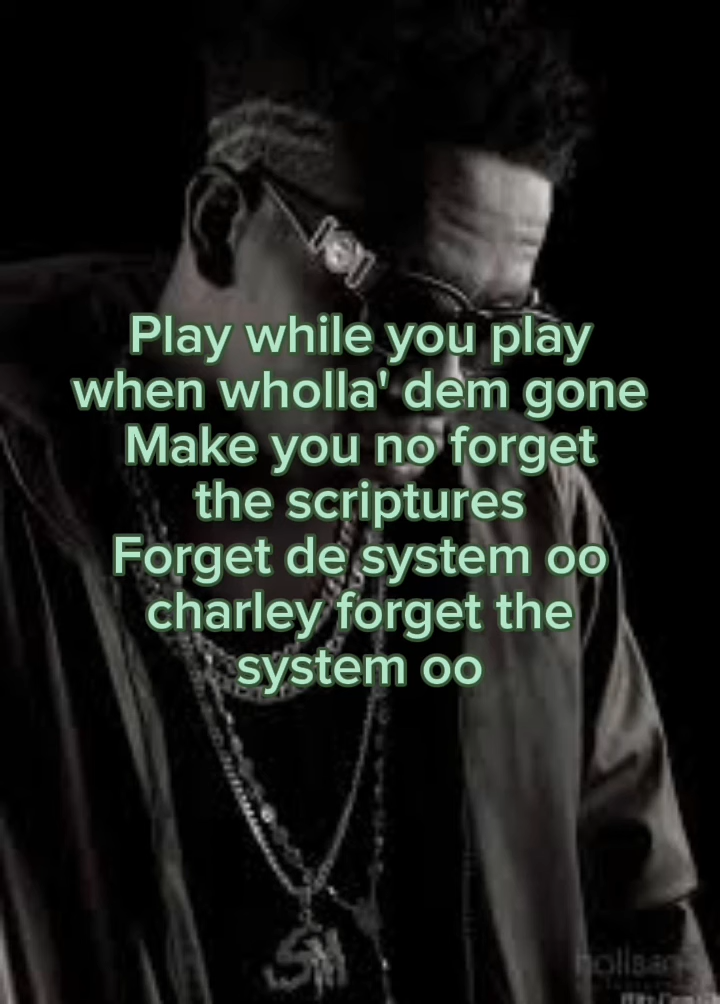 Play while you play
when wholla' dem gone
Make you no forget
the scriptures
Forget de system oo
charley forget the
system oo
SM